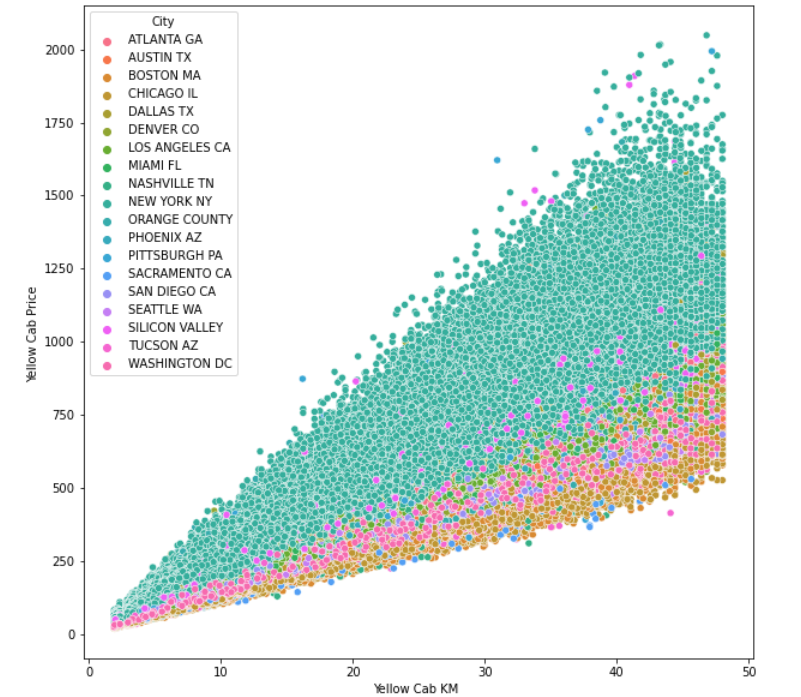 City
ATLANTA GA
AUSTIN TX
BOSTON MA
CHICAGO IL
DALLAS TX
DENVER CO
LOS ANGELES CA
MIAMI FL
NASHVILLE TN
NEW YORK NY
ORANGE COUNTY
PHOENIX AZ
PITTSBURGH PA
SACRAMENTO CA
SAN DIEGO CA
SEATTLE WA
SILICON VALLEY
TUCSON AZ
WASHINGTON DC
Yellow Cab Price
2000
1750
1500
1250
1000
750
500
250
0
0 10 20 30 40 50
Yellow Cab KM